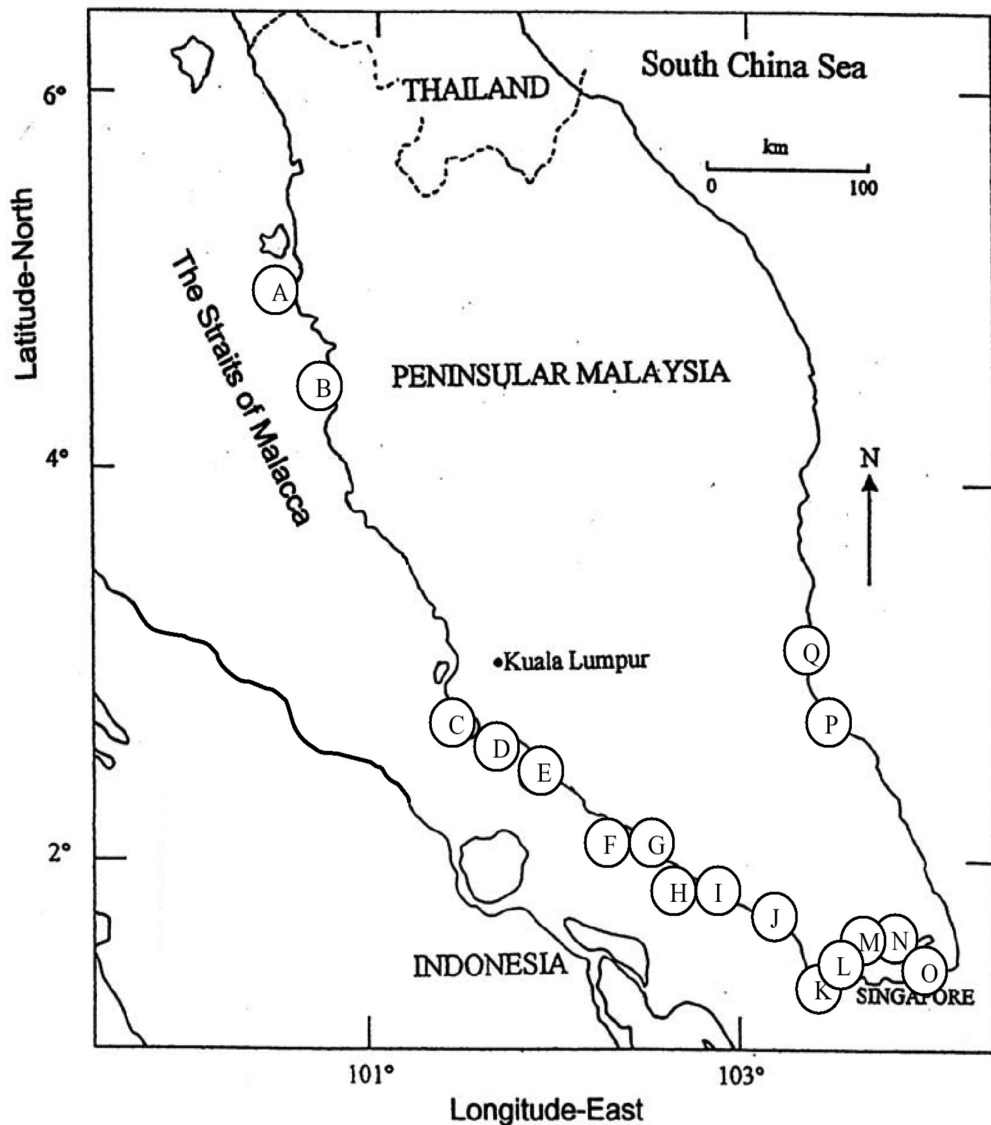 South China Sea
6°
THAILAND
km
0 100
Latitude-North
The Straits of Malacca
A
B
PENINSULAR MALAYSIA
4°
N
Kuala Lumpur
Q
C
P
D
E
2°
F
G
H
I
J
M
N
INDONESIA
L
O
K
SINGAPORE
101° 103°
Longitude-East